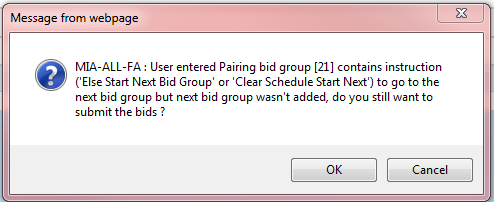 Message from webpage
MIA-ALL-FA : User entered Pairing bid group [21] contains instruction
('Else Start Next Bid Group' or 'Clear Schedule Start Next') to go to the
next bid group but next bid group wasn't added, do you still want to
submit the bids ?
OK
Cancel